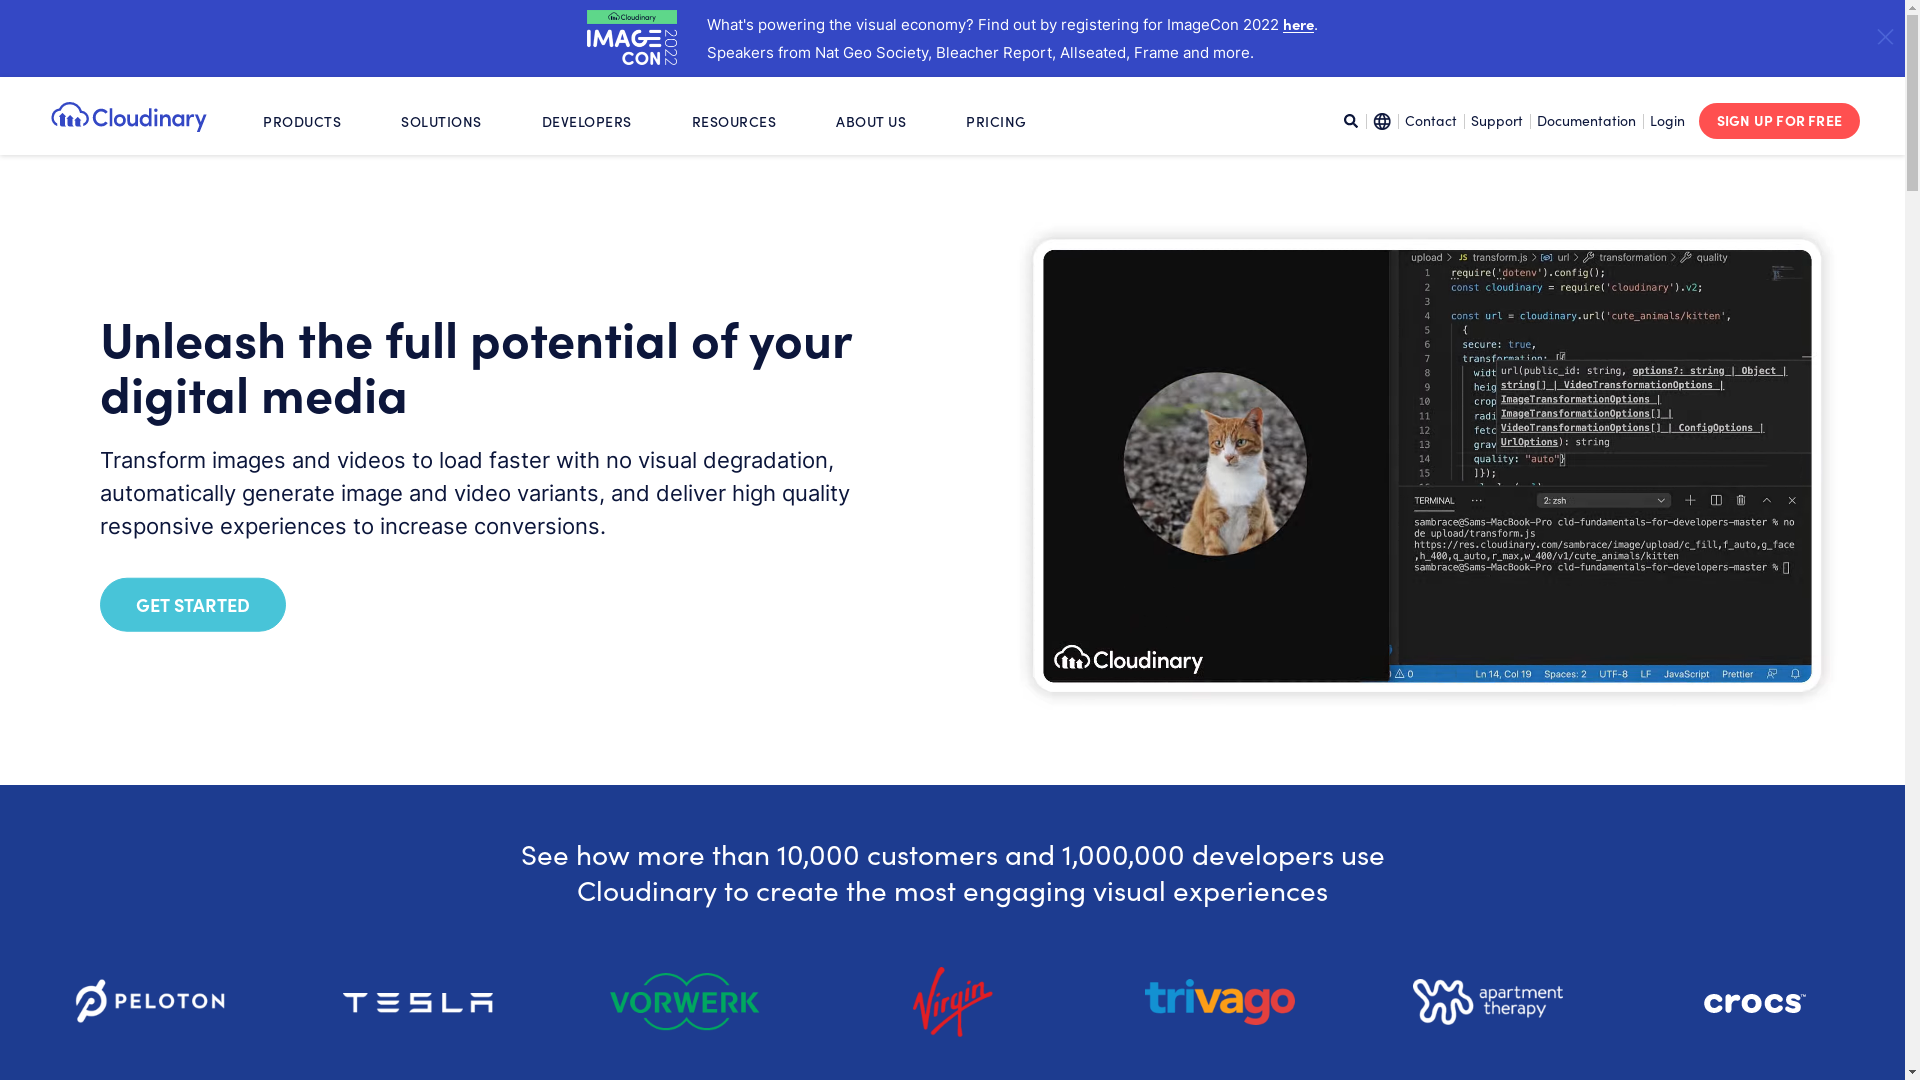 Cloudinary
IMAGE
CON
2022
What's powering the visual economy? Find out by registering for ImageCon 2022 here.
Speakers from Nat Geo Society, Bleacher Report, Allseated, Frame and more.
Cloudinary
PRODUCTS
SOLUTIONS
DEVELOPERS
RESOURCES
ABOUT US
PRICING
Contact
Support
Documentation
Login
SIGN UP FOR FREE
Unleash the full potential of your
digital media
Transform images and videos to load faster with no visual degradation,
automatically generate image and video variants, and deliver high quality
responsive experiences to increase conversions.
GET STARTED
upload > JS transform.js > url > transformation > quality
1 require('dotenv').config();
2 const cloudinary = require('cloudinary').v2;
3
4 const url = cloudinary.url('cute_animals/kitten',
5 {
6 secure: true,
7 transformation: [{
8 widt
9 heig
10 crop
11 radi
12 fetc
13 grav
14 quality: "auto"}
15 ]});
url(public_id: string, options?: string | Object |
string[] | VideoTransformationOptions |
ImageTransformationOptions |
ImageTransformationOptions[] |
VideoTransformationOptions[] | ConfigOptions |
UrlOptions): string
TERMINAL ... 2: zsh
sambrace@Sams-MacBook-Pro cld-fundamentals-for-developers-master % no
de upload/transform.js
https://res.cloudinary.com/sambrace/image/upload/c_fill,f_auto,g_face
,h_400,q_auto,r_max,w_400/v1/cute_animals/kitten
sambrace@Sams-MacBook-Pro cld-fundamentals-for-developers-master %
Cloudinary
0 Ln 14, Col 19 Spaces: 2 UTF-8 LF JavaScript Prettier
See how more than 10,000 customers and 1,000,000 developers use
Cloudinary to create the most engaging visual experiences
PELOTON
TESLA
VORWERK
Virgin
trivago
apartment
therapy
crocs™